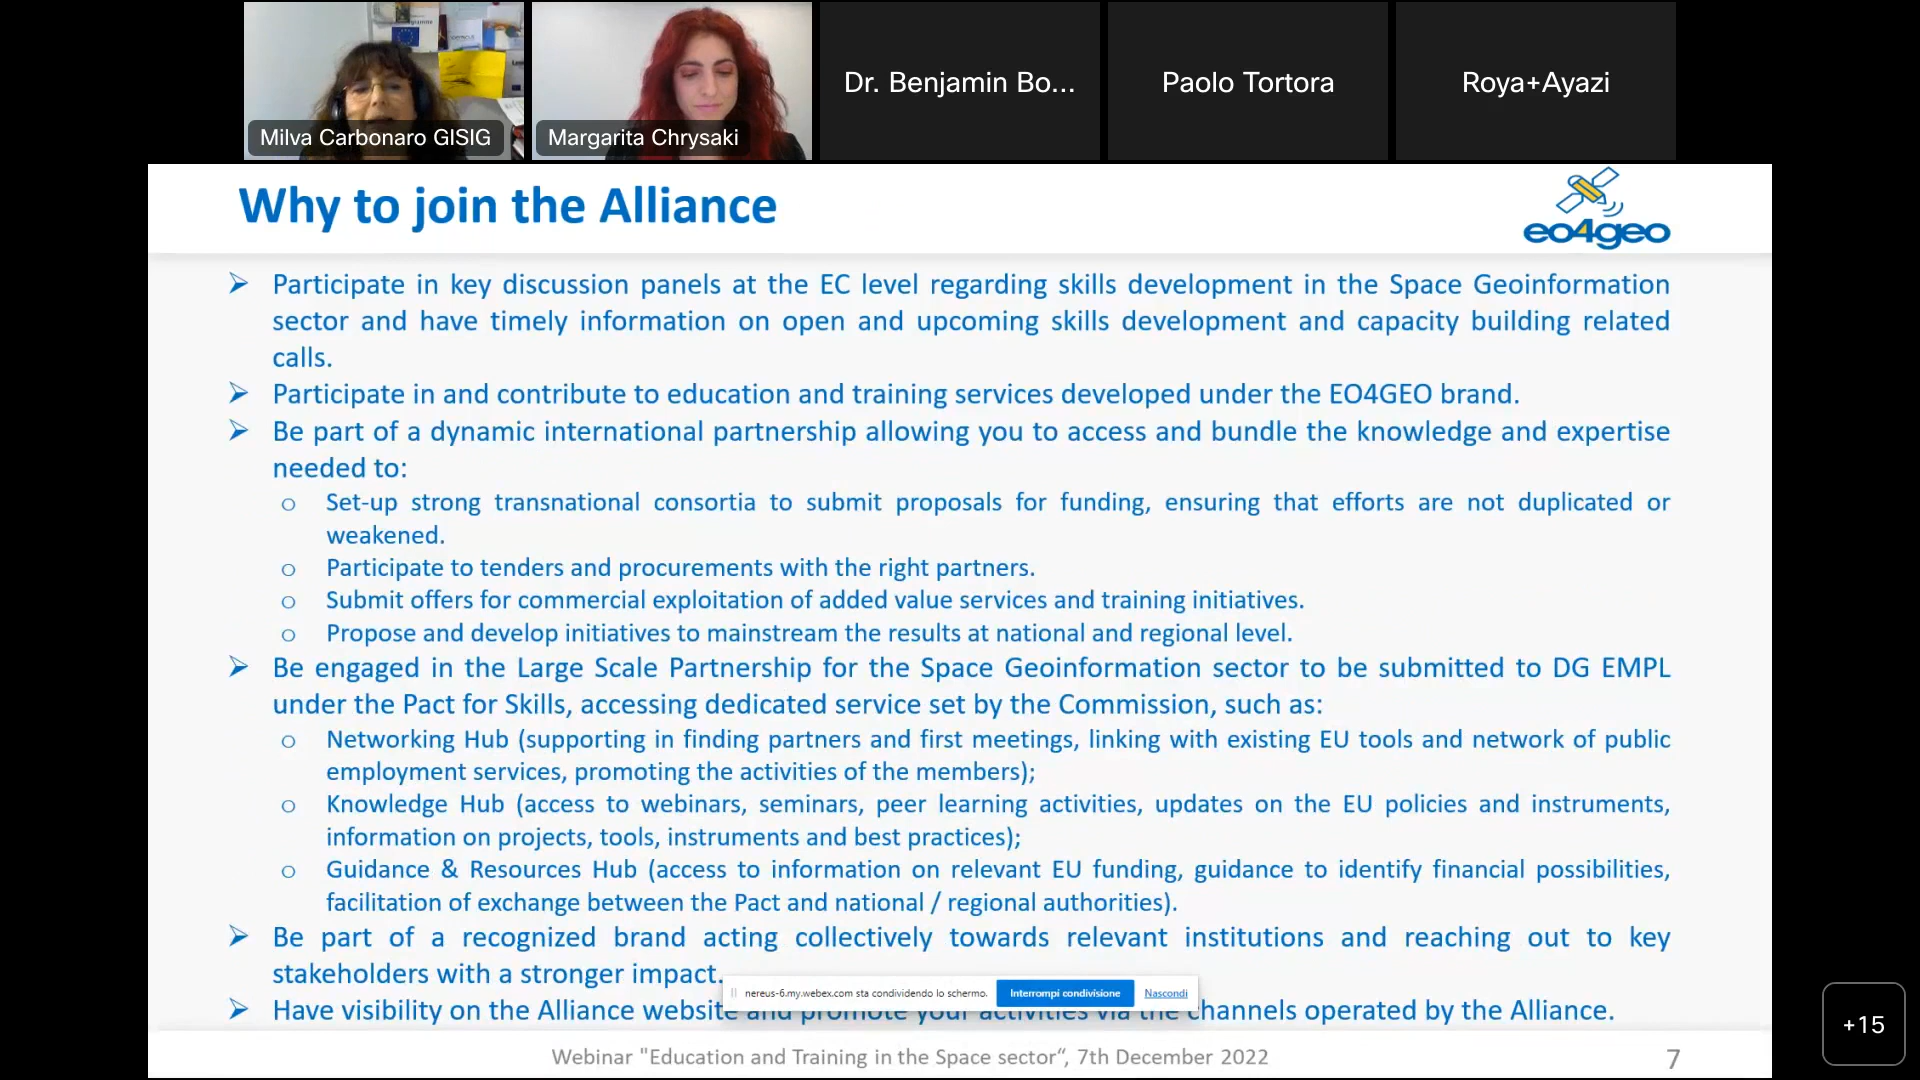 Milva Carbonaro GISIG
Margarita Chrysaki
Dr. Benjamin Bo...
Paolo Tortora
Roya+Ayazi
Why to join the Alliance
eo4geo
Participate in key discussion panels at the EC level regarding skills development in the Space Geoinformation
sector and have timely information on open and upcoming skills development and capacity building related
calls.
Participate in and contribute to education and training services developed under the EO4GEO brand.
Be part of a dynamic international partnership allowing you to access and bundle the knowledge and expertise
needed to:
Set-up strong transnational consortia to submit proposals for funding, ensuring that efforts are not duplicated or
weakened.
Participate to tenders and procurements with the right partners.
Submit offers for commercial exploitation of added value services and training initiatives.
Propose and develop initiatives to mainstream the results at national and regional level.
Be engaged in the Large Scale Partnership for the Space Geoinformation sector to be submitted to DG EMPL
under the Pact for Skills, accessing dedicated service set by the Commission, such as:
Networking Hub (supporting in finding partners and first meetings, linking with existing EU tools and network of public
employment services, promoting the activities of the members);
Knowledge Hub (access to webinars, seminars, peer learning activities, updates on the EU policies and instruments,
information on projects, tools, instruments and best practices);
Guidance & Resources Hub (access to information on relevant EU funding, guidance to identify financial possibilities,
facilitation of exchange between the Pact and national / regional authorities).
Be part of a recognized brand acting collectively towards relevant institutions and reaching out to key
stakeholders with a stronger impact.
nereus-6.my.webex.com sta condividendo lo schermo. Interrompi condivisione Nascondi
Have visibility on the Alliance website and promote your activities via the channels operated by the Alliance.
+15
Webinar "Education and Training in the Space sector“, 7th December 2022
7